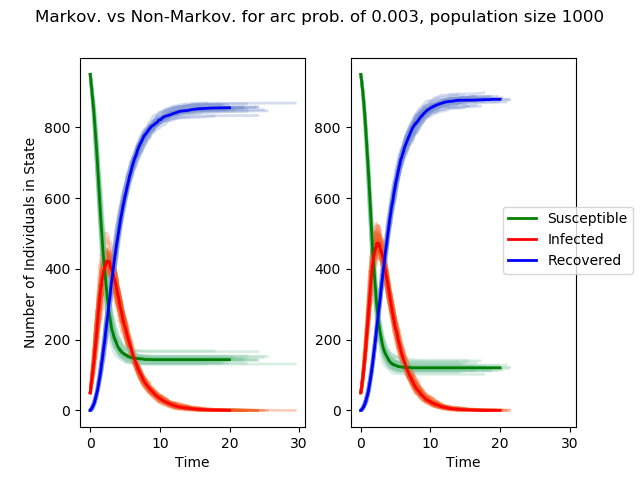 Markov. vs Non-Markov. for arc prob. of 0.003, population size 1000
Number of Individuals in State
800
600
400
200
0
0 10 20 30
Time
800
600
400
200
0
0 10 20 30
Time
Susceptible
Infected
Recovered